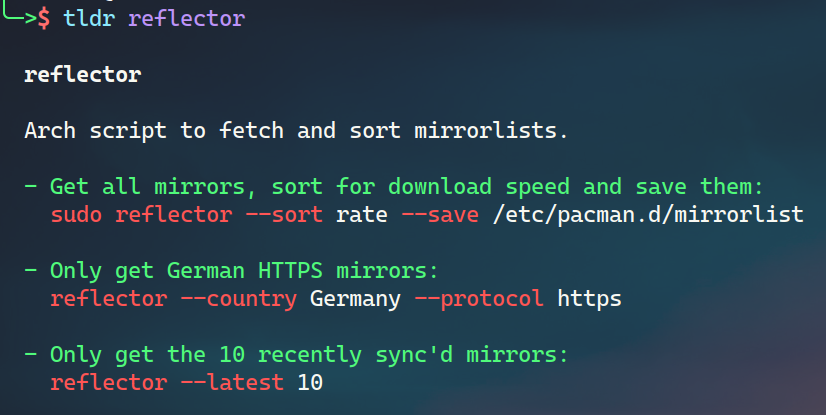 >$ tldr reflector
reflector
Arch script to fetch and sort mirrorlists.
- Get all mirrors, sort for download speed and save them:
sudo reflector --sort rate --save /etc/pacman.d/mirrorlist
- Only get German HTTPS mirrors:
reflector --country Germany --protocol https
- Only get the 10 recently sync'd mirrors:
reflector --latest 10